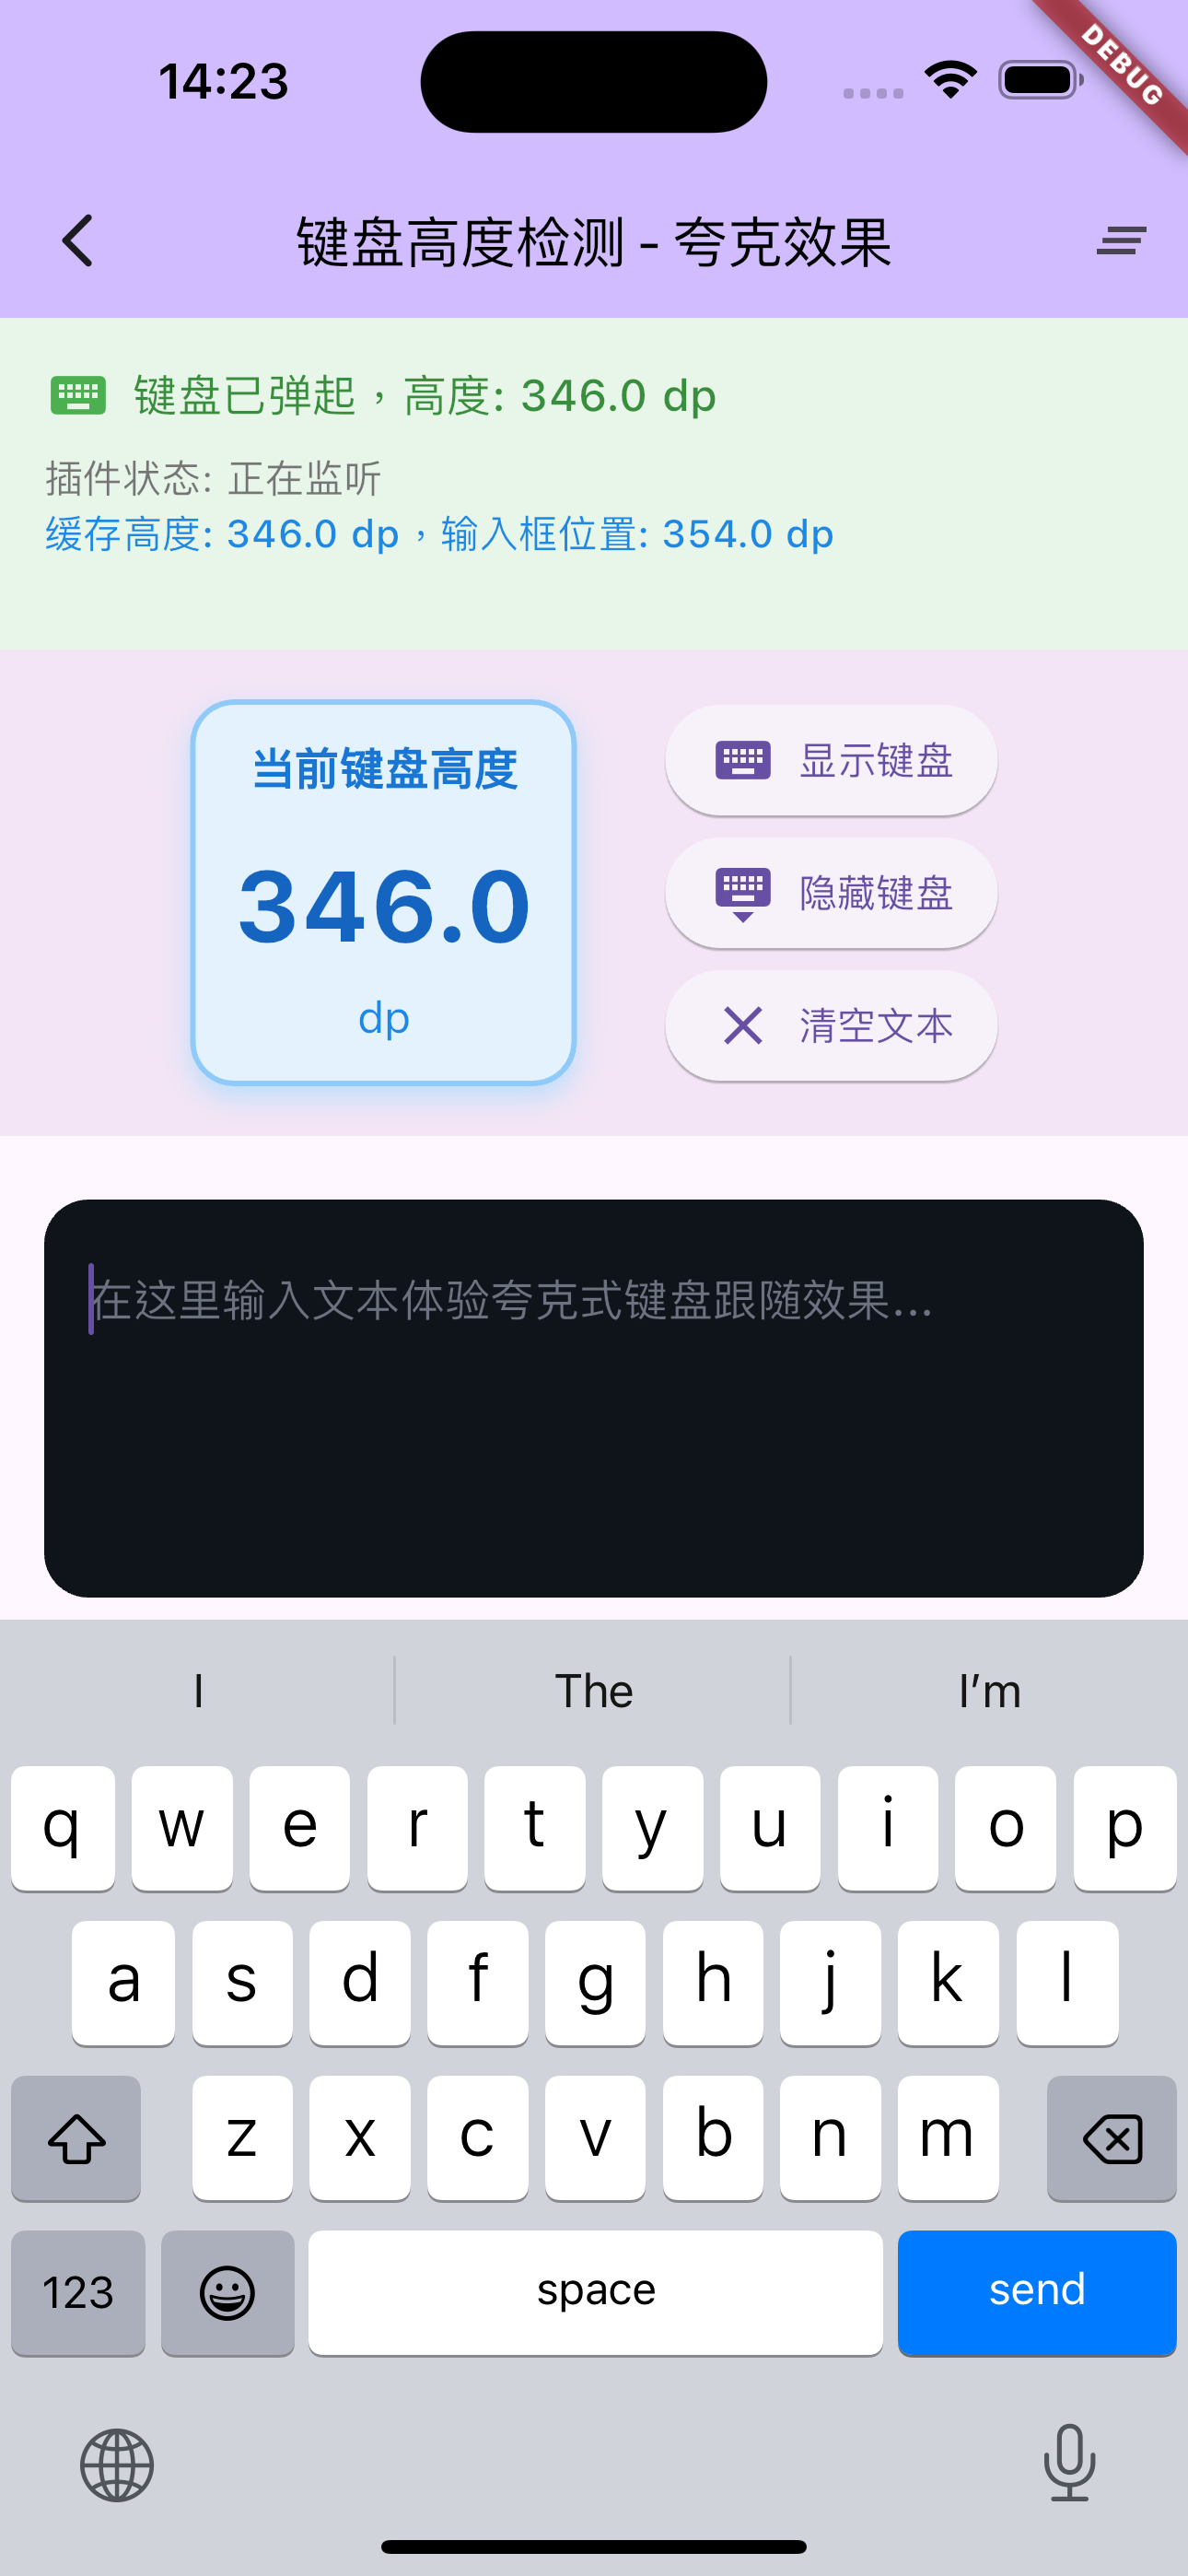 14:23
DEBUG
键盘高度检测 - 夸克效果
键盘已弹起，高度: 346.0 dp
插件状态: 正在监听
缓存高度: 346.0 dp，输入框位置: 354.0 dp
当前键盘高度
346.0
dp
显示键盘
隐藏键盘
清空文本
在这里输入文本体验夸克式键盘跟随效果...
I The I’m
q w e r t y u i o p
a s d f g h j k l
z x c v b n m
123 space send